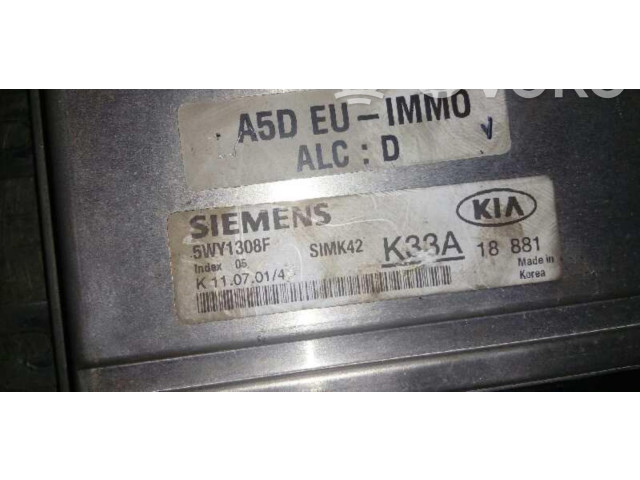 A5D EU-IMMO
ALC : D
SIEMENS
KIA
5WY1308F SIMK42 K33A 18 881
Index 05
Made in
Korea
K 11.07.01/4